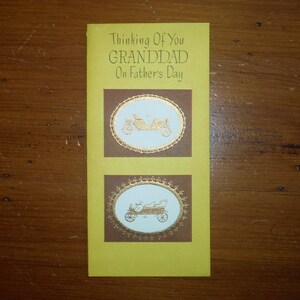 Thinking Of You
GRANDDAD
On Father's Day